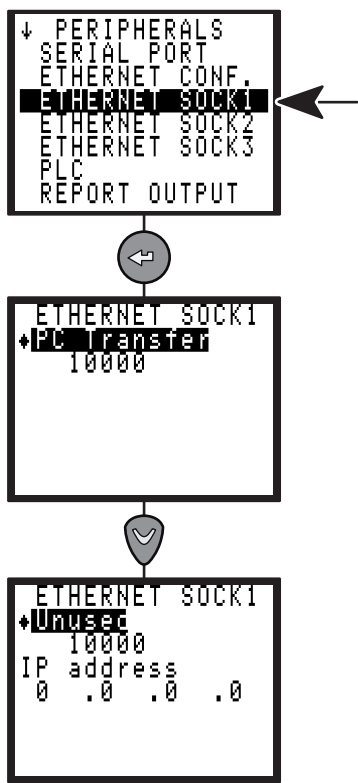 ↓ PERIPHERALS
SERIAL PORT
ETHERNET CONF.
ETHERNET SOCK1
ETHERNET SOCK2
ETHERNET SOCK3
PLC
REPORT OUTPUT
ETHERNET SOCK1
PC Transfer
10000
ETHERNET SOCK1
Unused
10000
IP address
0 .0 .0 .0